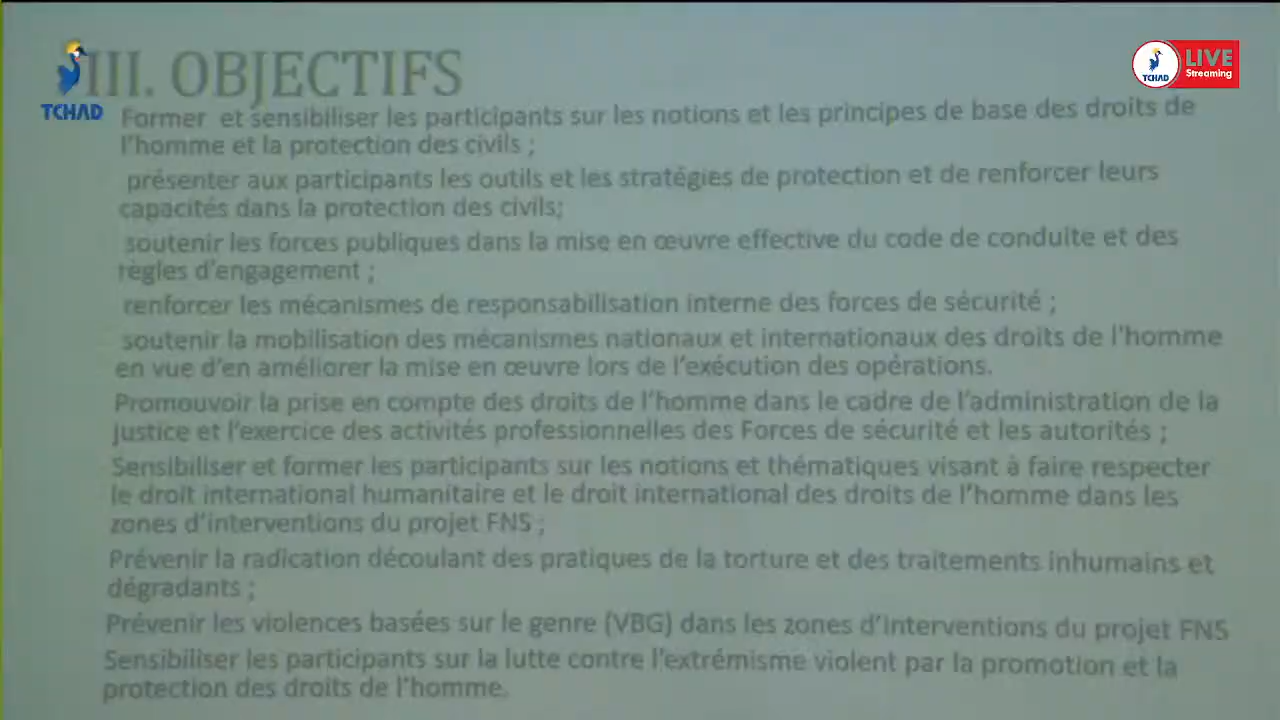 III. OBJECTIFS
TCHAD
TCHAD
LIVE
Streaming
Former et sensibiliser les participants sur les notions et les principes de base des droits de
l'homme et la protection des civils ;
présenter aux participants les outils et les stratégies de protection et de renforcer leurs
capacités dans la protection des civils;
soutenir les forces publiques dans la mise en œuvre effective du code de conduite et des
règles d'engagement ;
renforcer les mécanismes de responsabilisation interne des forces de sécurité ;
soutenir la mobilisation des mécanismes nationaux et internationaux des droits de l'homme
en vue d'en améliorer la mise en œuvre lors de l'exécution des opérations.
Promouvoir la prise en compte des droits de l'homme dans le cadre de l'administration de la
justice et l'exercice des activités professionnelles des Forces de sécurité et les autorités ;
Sensibiliser et former les participants sur les notions et thématiques visant à faire respecter
le droit international humanitaire et le droit international des droits de l'homme dans les
zones d'interventions du projet FNS ;
Prévenir la radication découlant des pratiques de la torture et des traitements inhumains et
dégradants ;
Prévenir les violences basées sur le genre (VBG) dans les zones d'interventions du projet FNS
Sensibiliser les participants sur la lutte contre l'extrémisme violent par la promotion et la
protection des droits de l'homme.